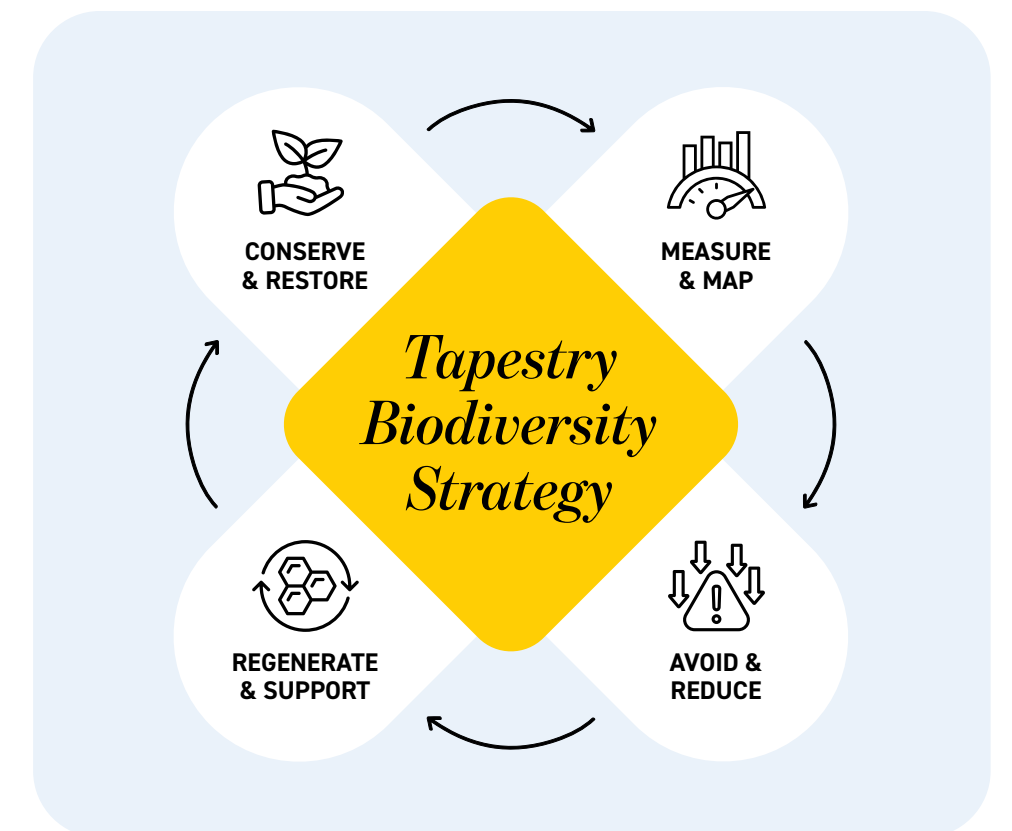 CONSERVE
& RESTORE
MEASURE
& MAP
Tapestry
Biodiversity
Strategy
REGENERATE
& SUPPORT
AVOID &
REDUCE